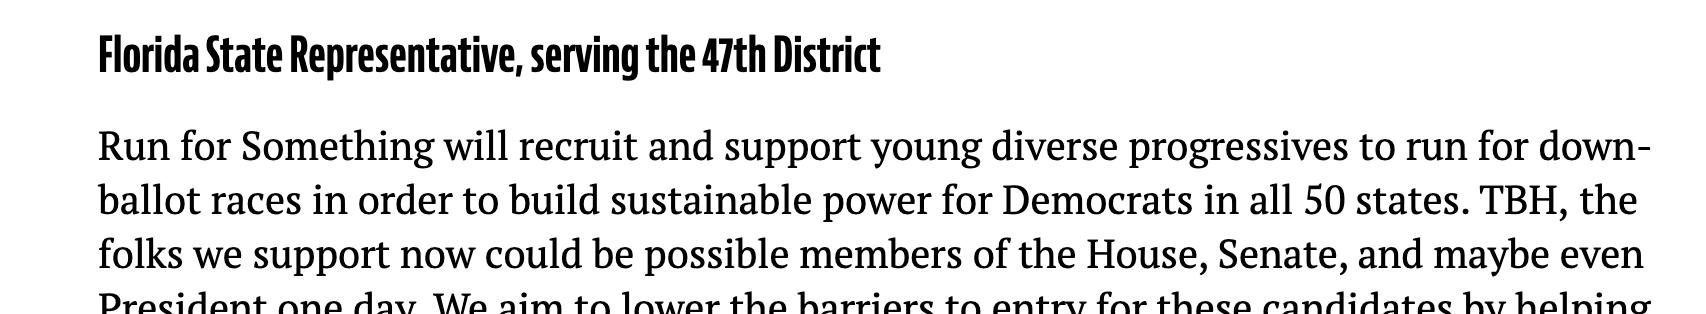 Florida State Representative, serving the 47th District
Run for Something will recruit and support young diverse progressives to run for down-
ballot races in order to build sustainable power for Democrats in all 50 states. TBH, the
folks we support now could be possible members of the House, Senate, and maybe even
President one day. We aim to lower the barriers to entry for these candidates by helping